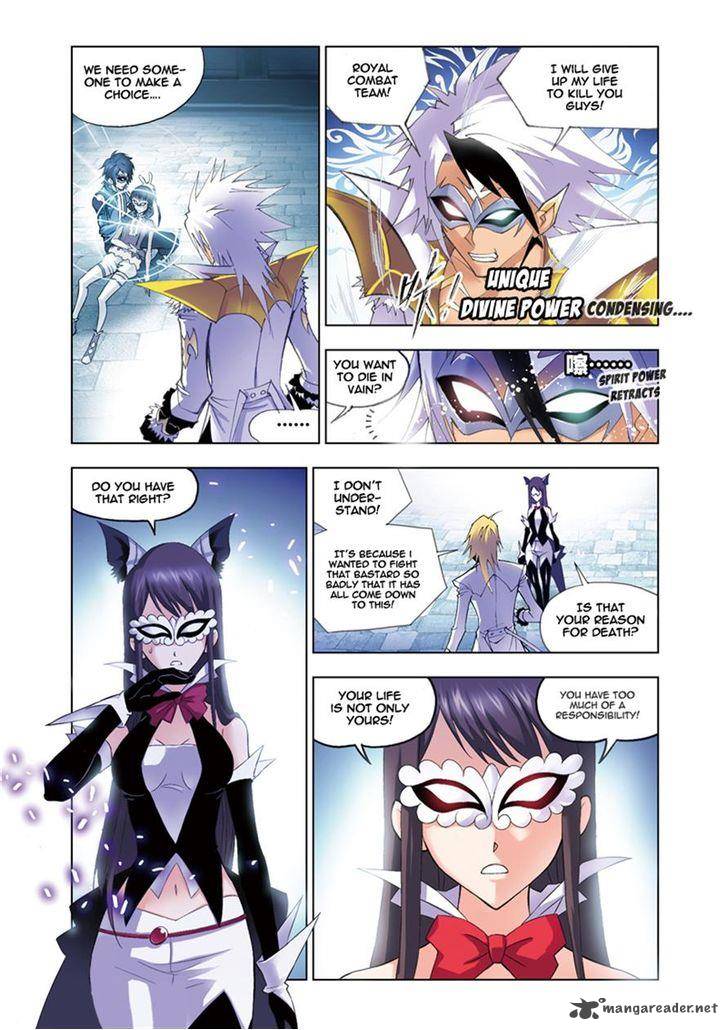 WE NEED SOME-
ONE TO MAKE A
CHOICE....
......
ROYAL
COMBAT
TEAM!
I WILL GIVE
UP MY LIFE
TO KILL YOU
GUYS!
UNIQUE
DIVINE POWER CONDENSING....
YOU WANT
TO DIE IN
VAIN?
嚓……
SPIRIT POWER
RETRACTS
DO YOU HAVE
THAT RIGHT?
I DON'T
UNDER-
STAND!
IT'S BECAUSE I
WANTED TO FIGHT
THAT BASTARD SO
BADLY THAT IT HAS
ALL COME DOWN
TO THIS!
IS THAT
YOUR REASON
FOR DEATH?
YOUR LIFE
IS NOT ONLY
YOURS!
YOU HAVE TOO
MUCH OF A
RESPONSIBILITY!
mangareader.net